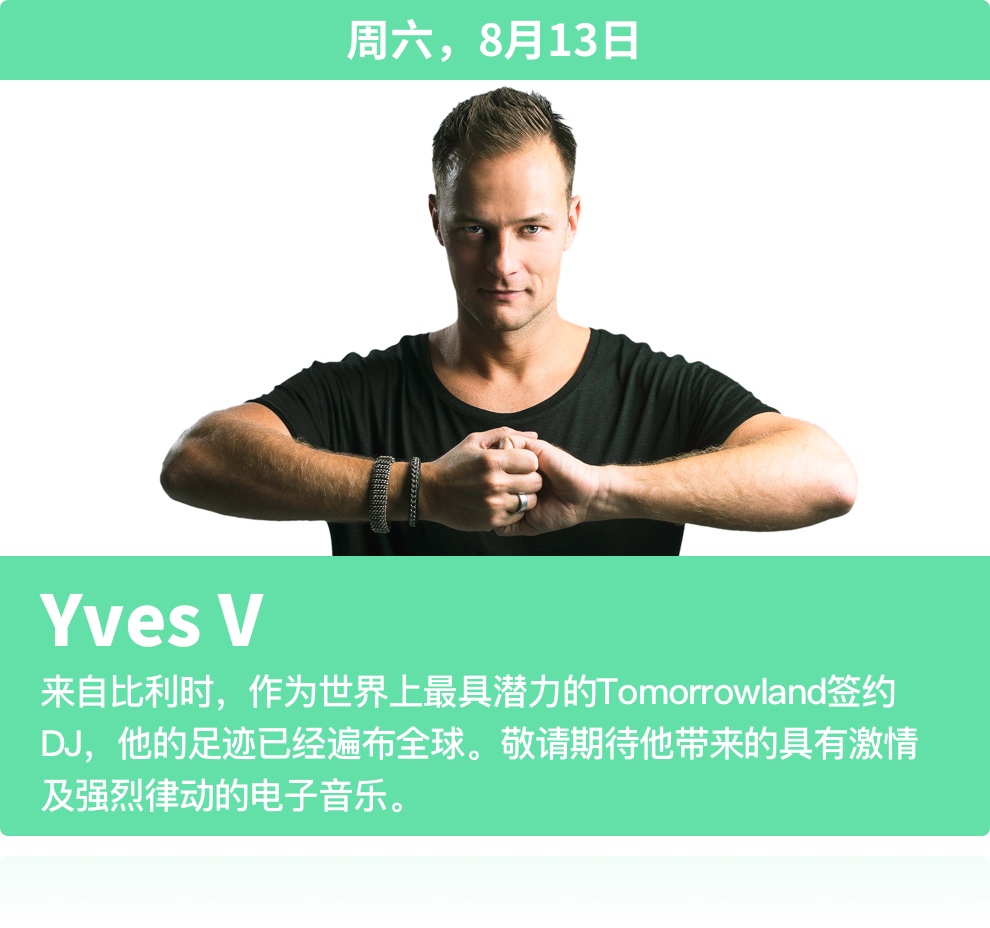 周六，8月13日
Yves V
来自比利时，作为世界上最具潜力的Tomorrowland签约
DJ，他的足迹已经遍布全球。敬请期待他带来的具有激情
及强烈律动的电子音乐。